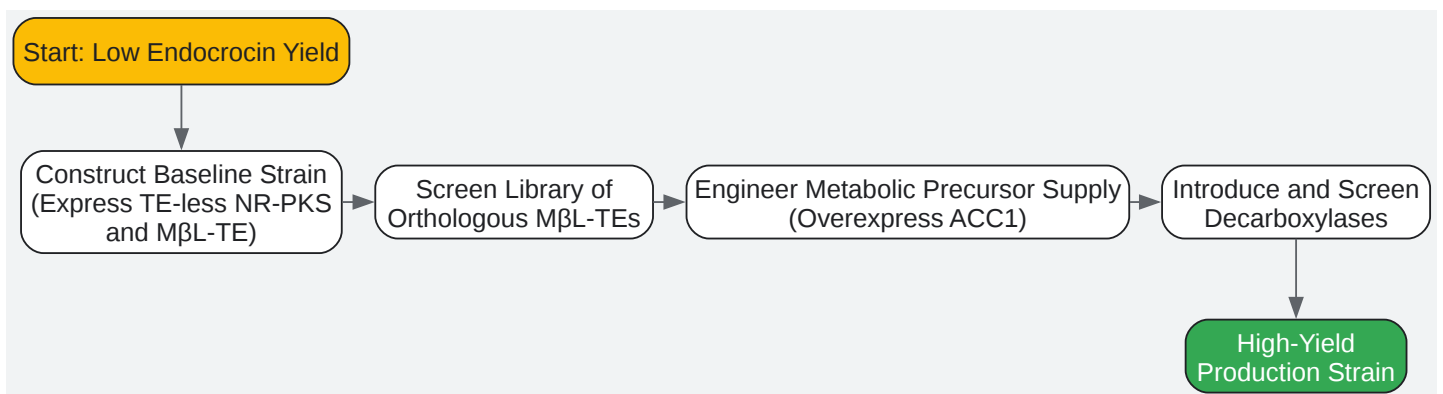 Start: Low Endocrocin Yield
Construct Baseline Strain
(Express TE-less NR-PKS
and MβL-TE)
Screen Library of
Orthologous MβL-TEs
Engineer Metabolic Precursor Supply
(Overexpress ACC1)
Introduce and Screen
Decarboxylases
High-Yield
Production Strain